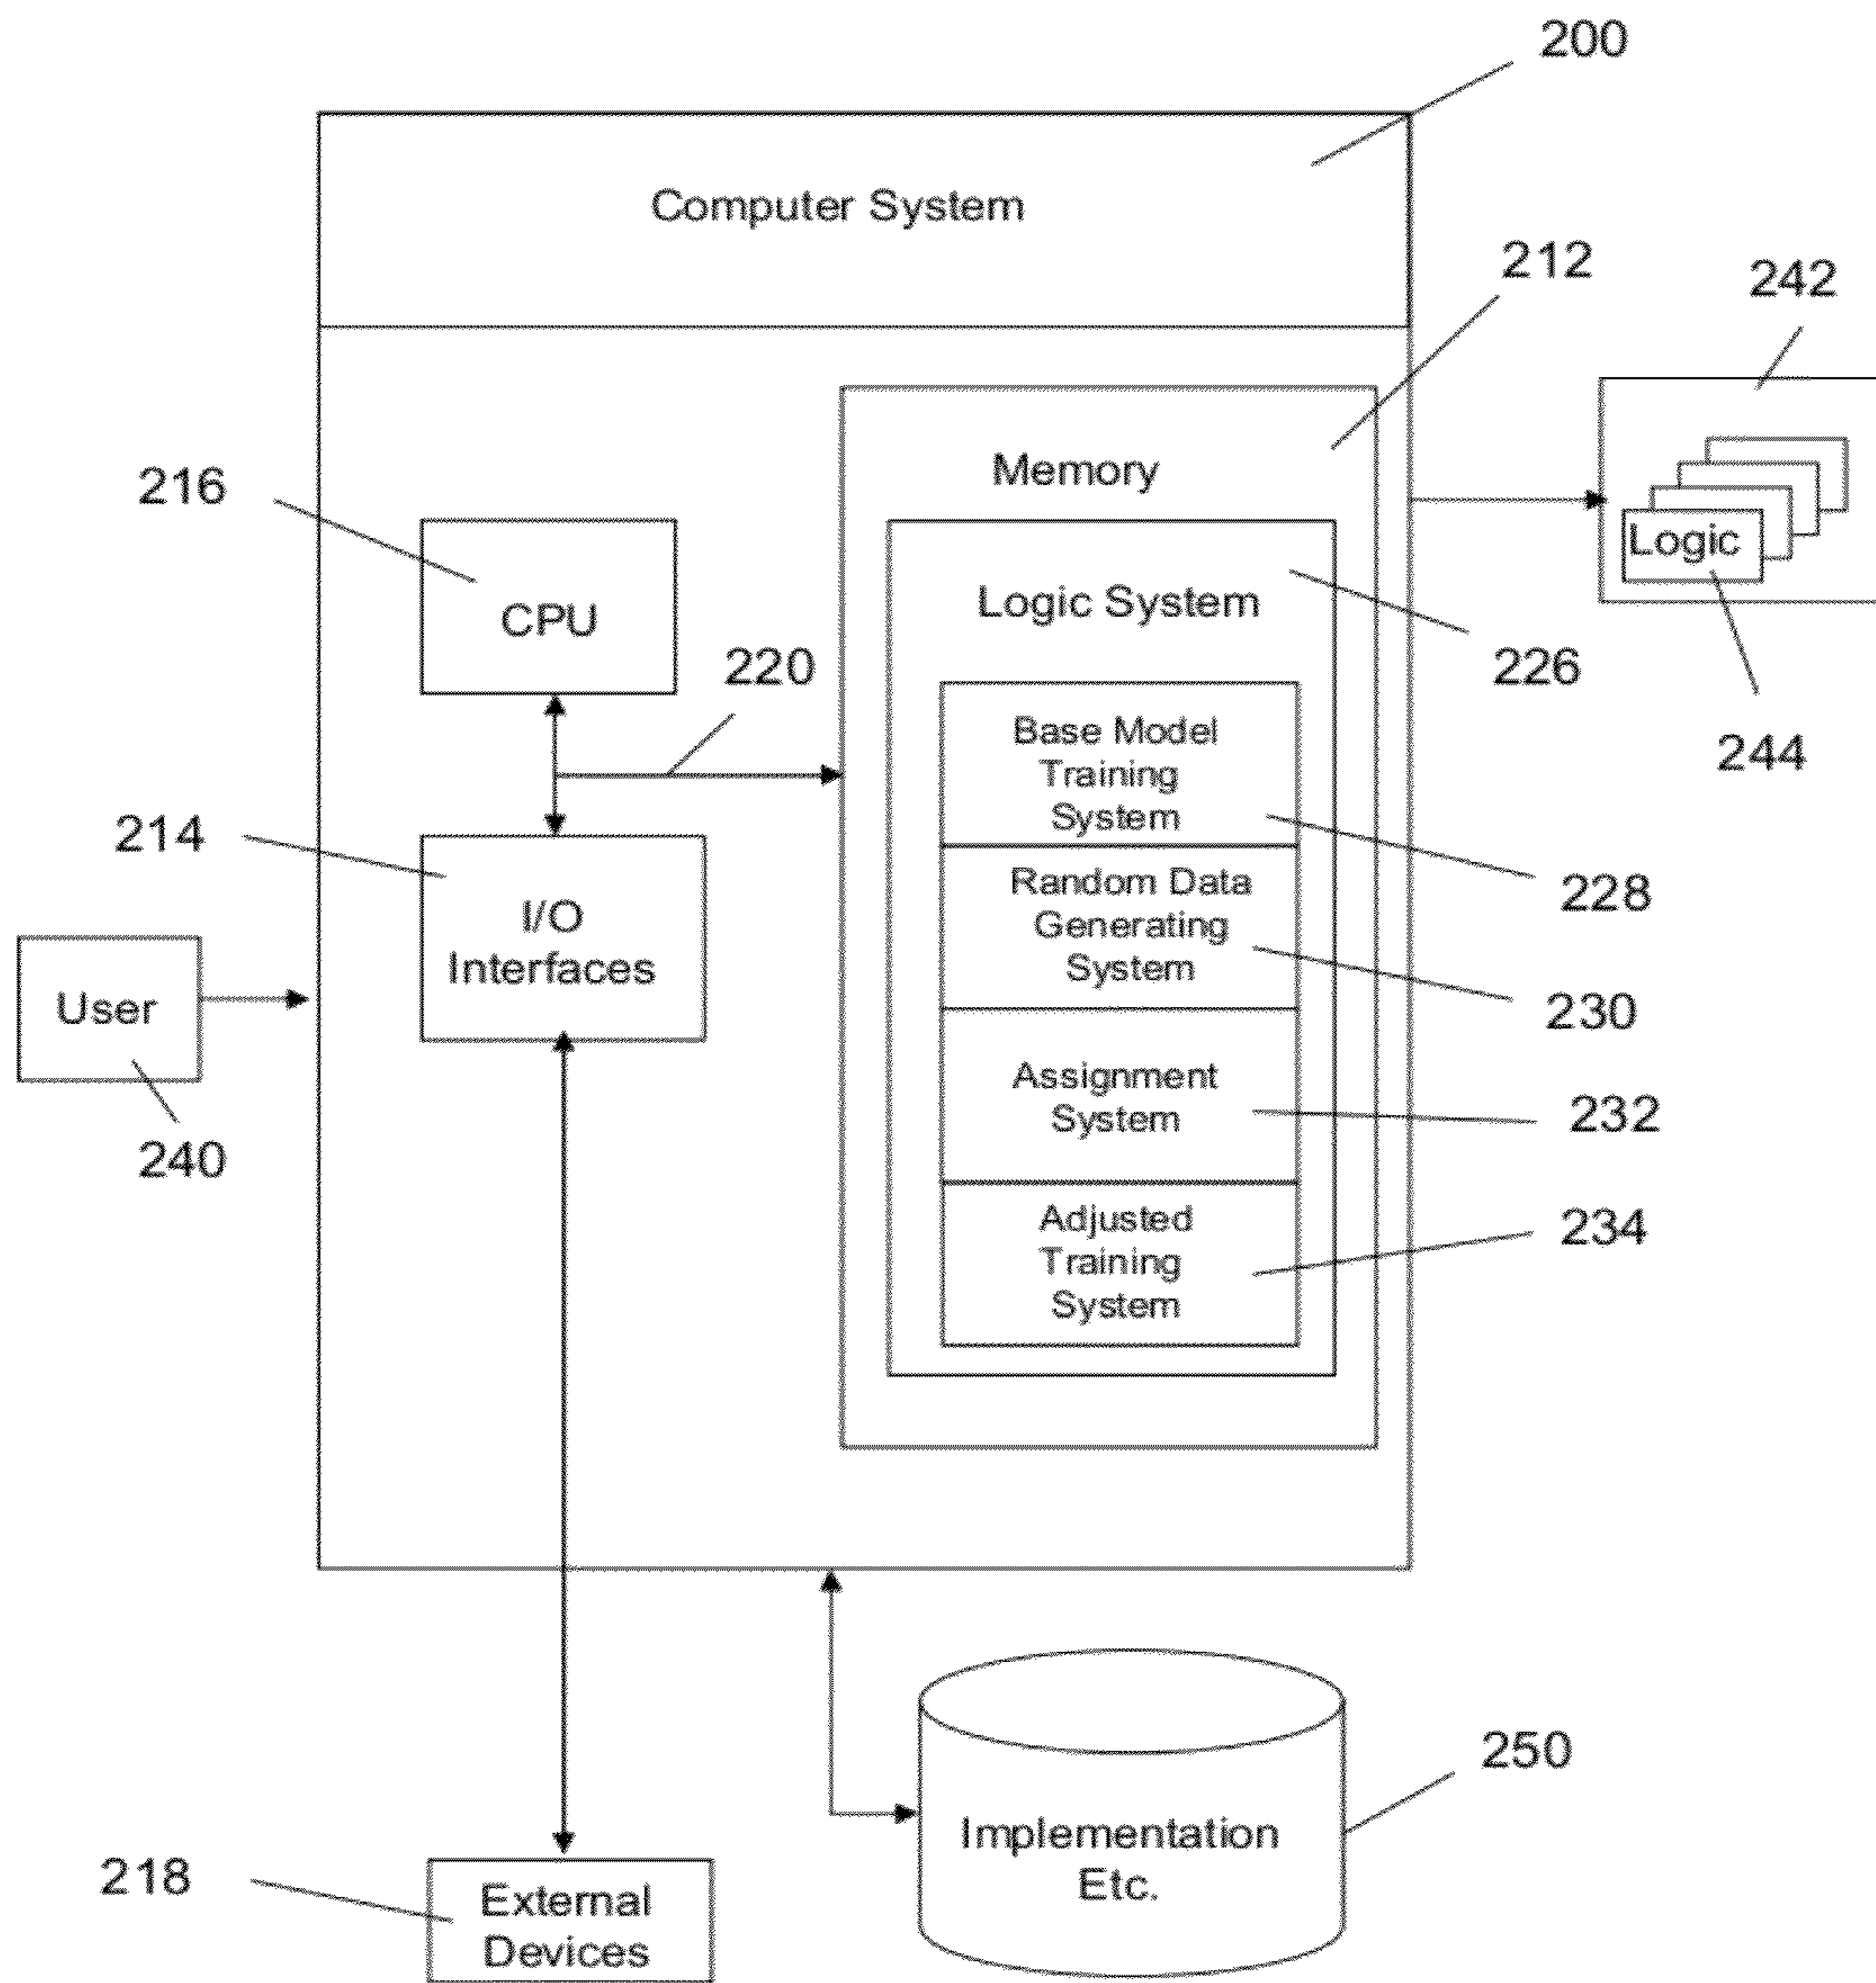 200
Computer System
212
242
Memory
216
Logic
CPU
Logic System
220
226
244
Base Model
Training
System
214
228
Random Data
Generating
System
I/O
Interfaces
User
230
Assignment
System
232
240
Adjusted
Training
System
234
250
Implementation
Etc.
218
External
Devices